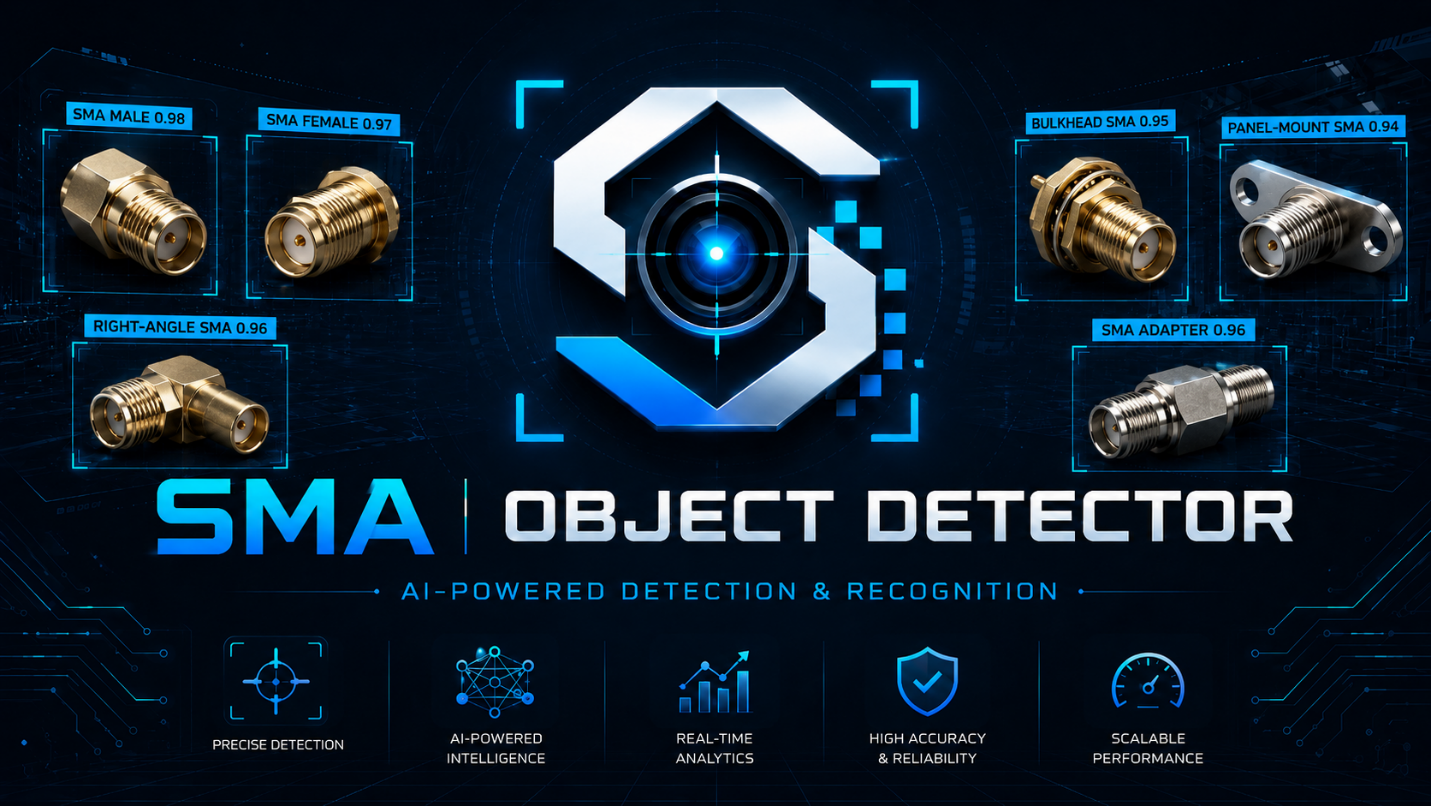 SMA MALE 0.98
SMA FEMALE 0.97
BULKHEAD SMA 0.95
PANEL-MOUNT SMA 0.94
RIGHT-ANGLE SMA 0.96
SMA ADAPTER 0.96
SMA | OBJECT DETECTOR
AI-POWERED DETECTION & RECOGNITION
PRECISE DETECTION
AI-POWERED
INTELLIGENCE
REAL-TIME
ANALYTICS
HIGH ACCURACY
& RELIABILITY
SCALABLE
PERFORMANCE